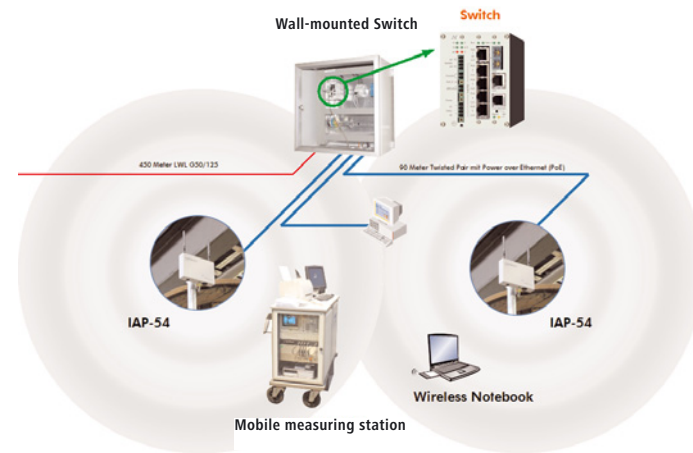 Switch
Wall-mounted Switch
450 Meter LWL G50/125
90 Meter Twisted Pair mit Power over Ethernet (PoE)
IAP-54
IAP-54
Wireless Notebook
Mobile measuring station